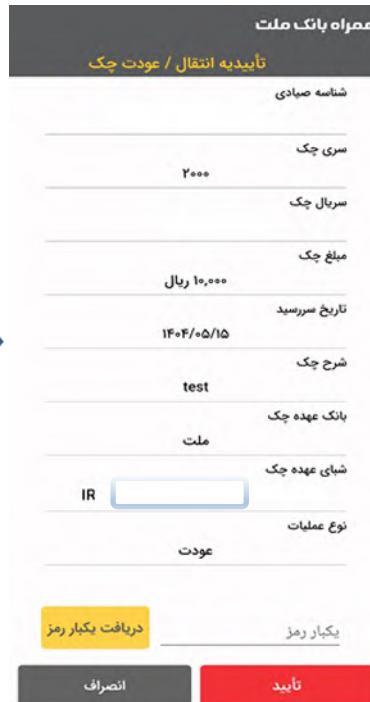 همراه بانک ملت
تأییدیه انتقال / عودت چک
شناسه صیادی
سری چک
۲۰۰۰
سریال چک
مبلغ چک
۱۰,۰۰۰ ریال
تاریخ سررسید
۱۴۰۴/۰۵/۱۵
شرح چک
test
بانک عهده چک
ملت
شبای عهده چک
IR
نوع عملیات
عودت
یکبار رمز
دریافت یکبار رمز
تأیید
انصراف